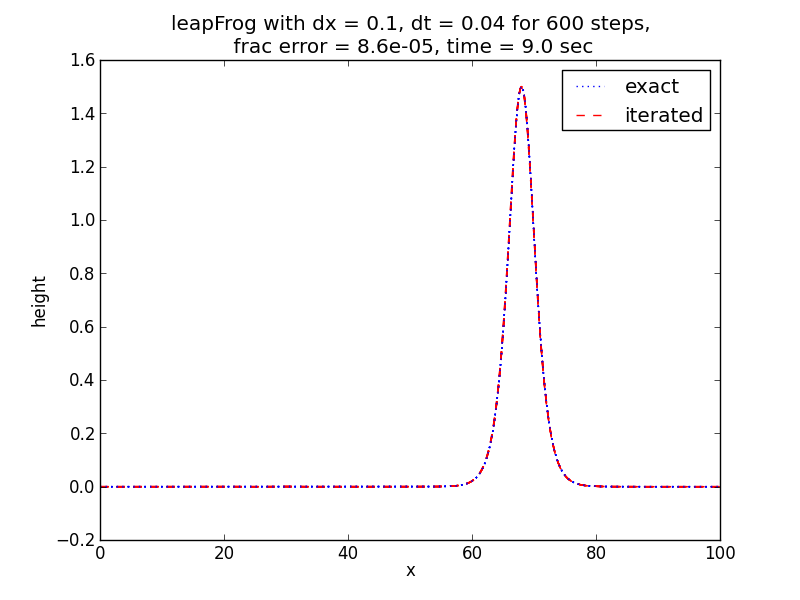 leapFrog with dx = 0.1, dt = 0.04 for 600 steps,
frac error = 8.6e-05, time = 9.0 sec
1.6
1.4
1.2
1.0
0.8
0.6
0.4
0.2
0.0
−0.2
height
exact
iterated
0 20 40 60 80 100
x